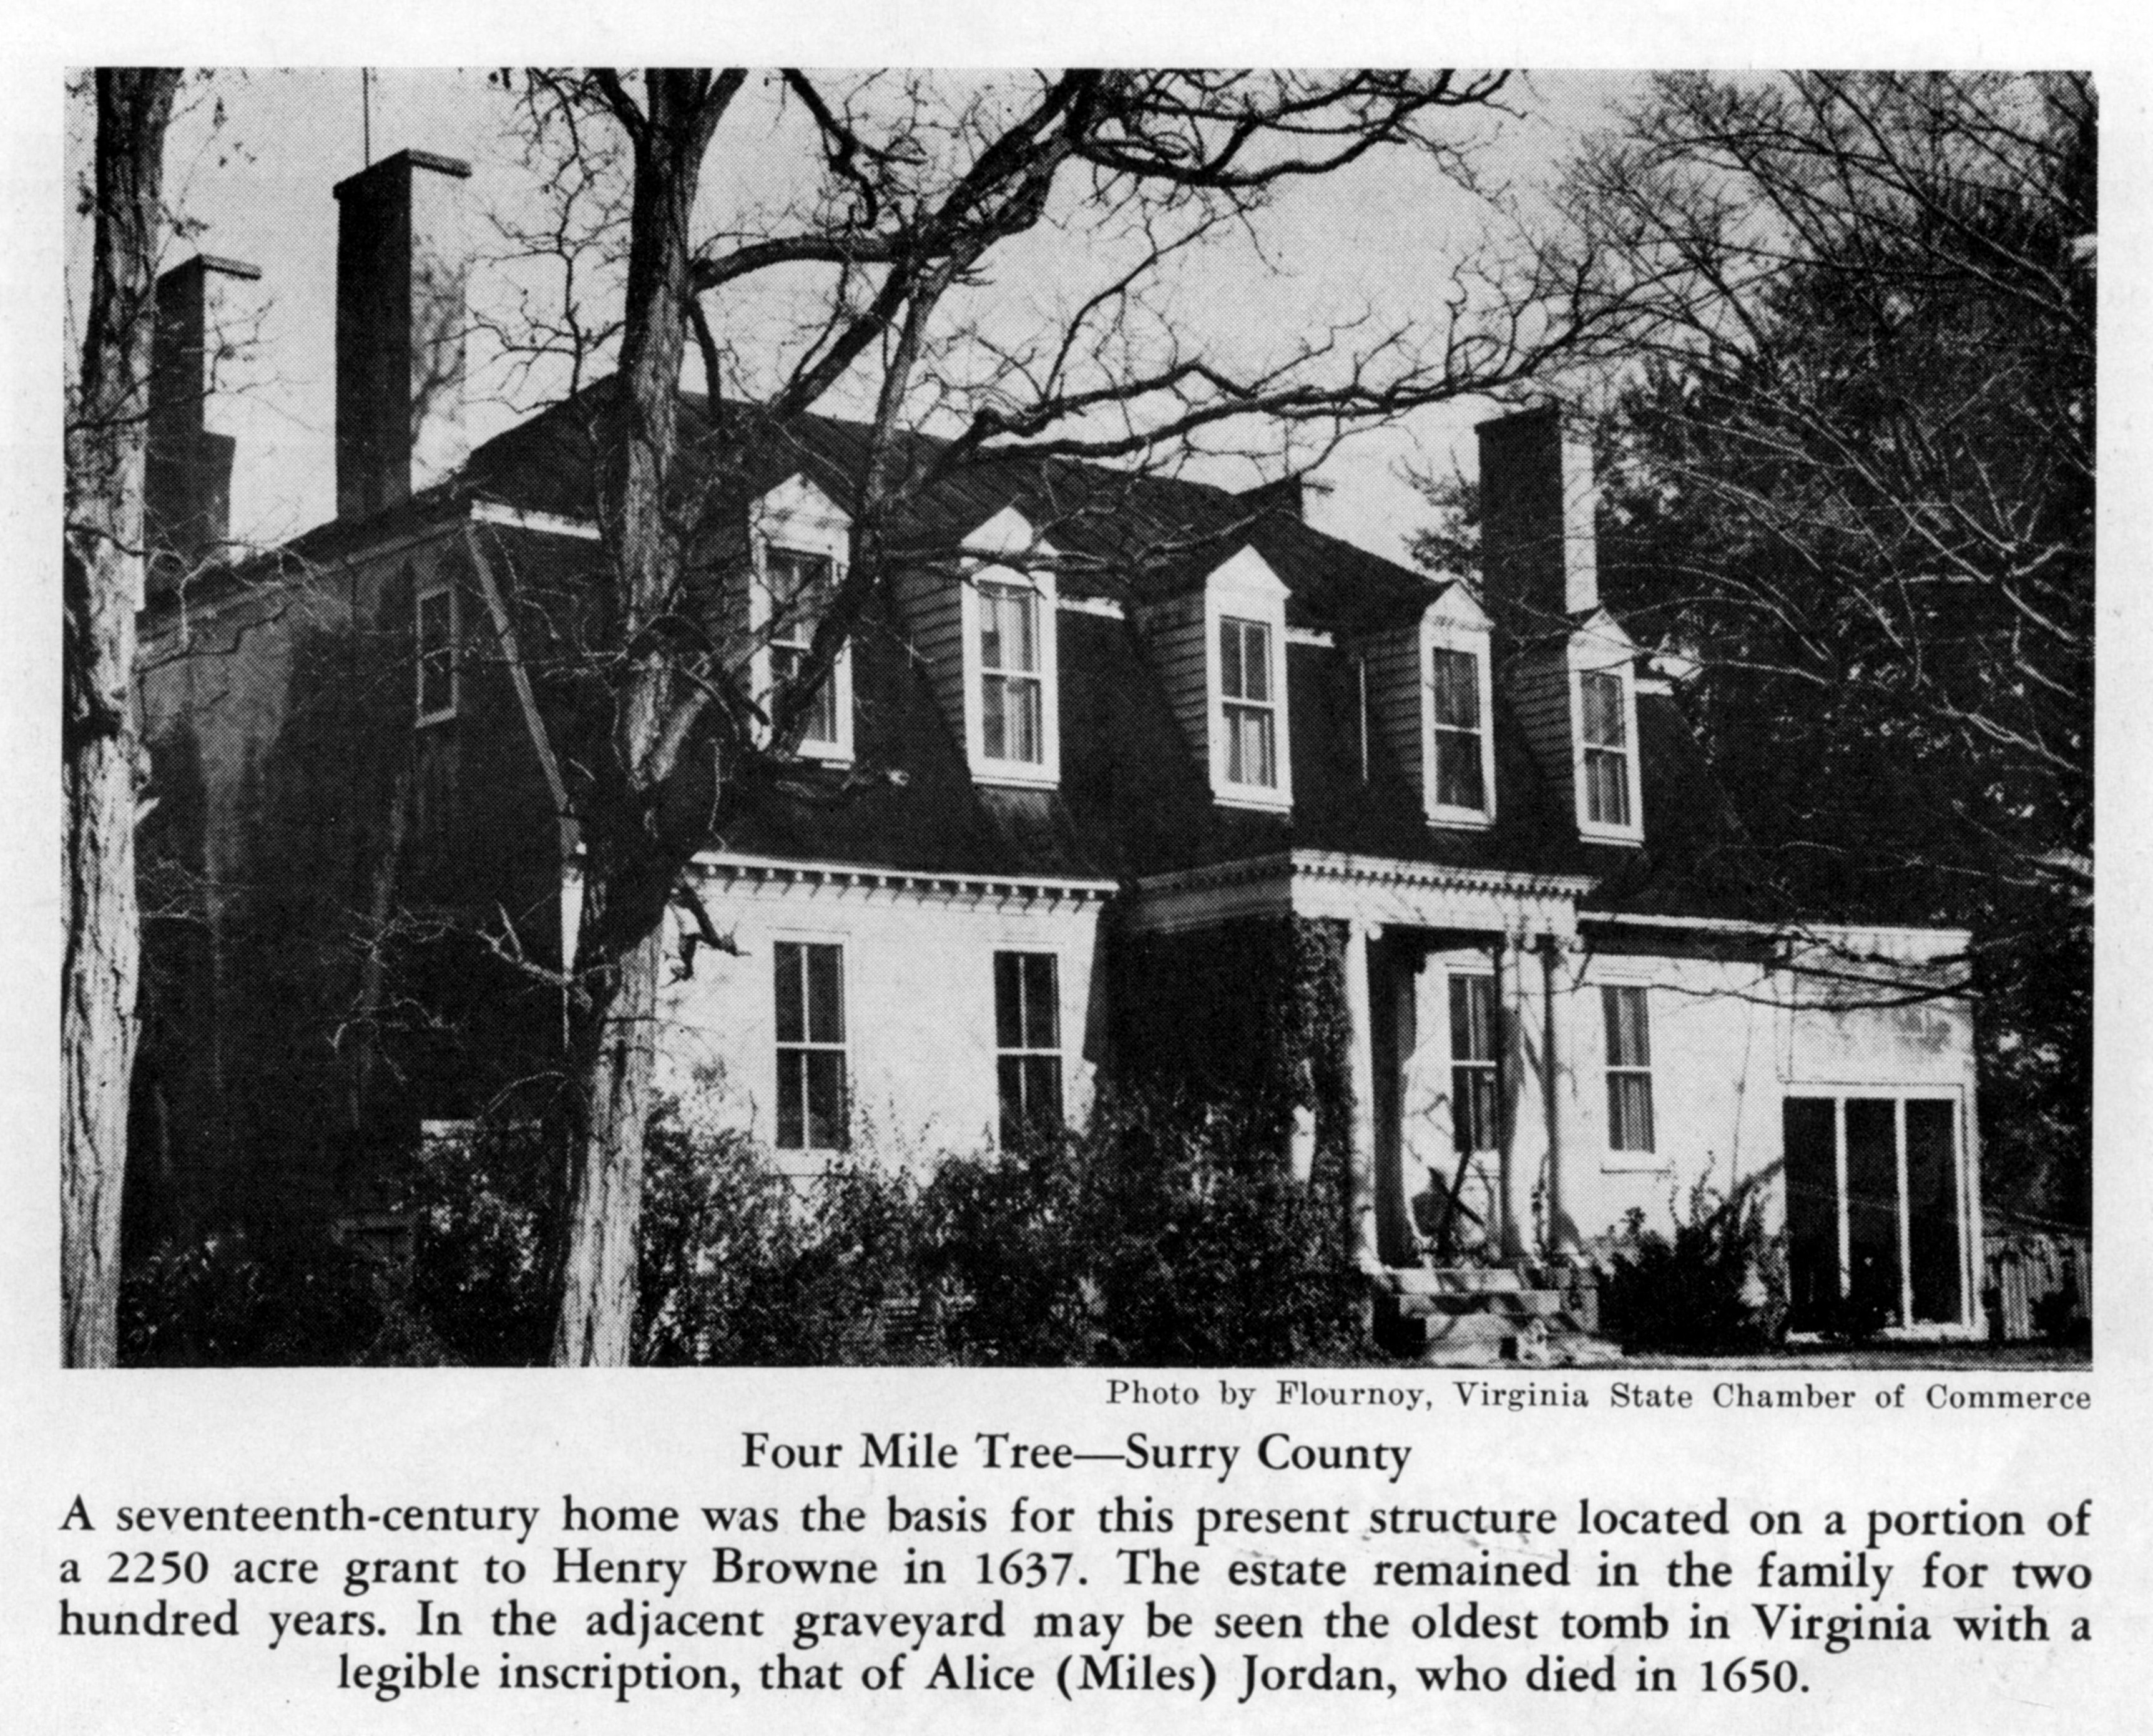 Photo by Flournoy, Virginia State Chamber of Commerce
Four Mile Tree—Surry County
A seventeenth-century home was the basis for this present structure located on a portion of
a 2250 acre grant to Henry Browne in 1637. The estate remained in the family for two
hundred years. In the adjacent graveyard may be seen the oldest tomb in Virginia with a
legible inscription, that of Alice (Miles) Jordan, who died in 1650.